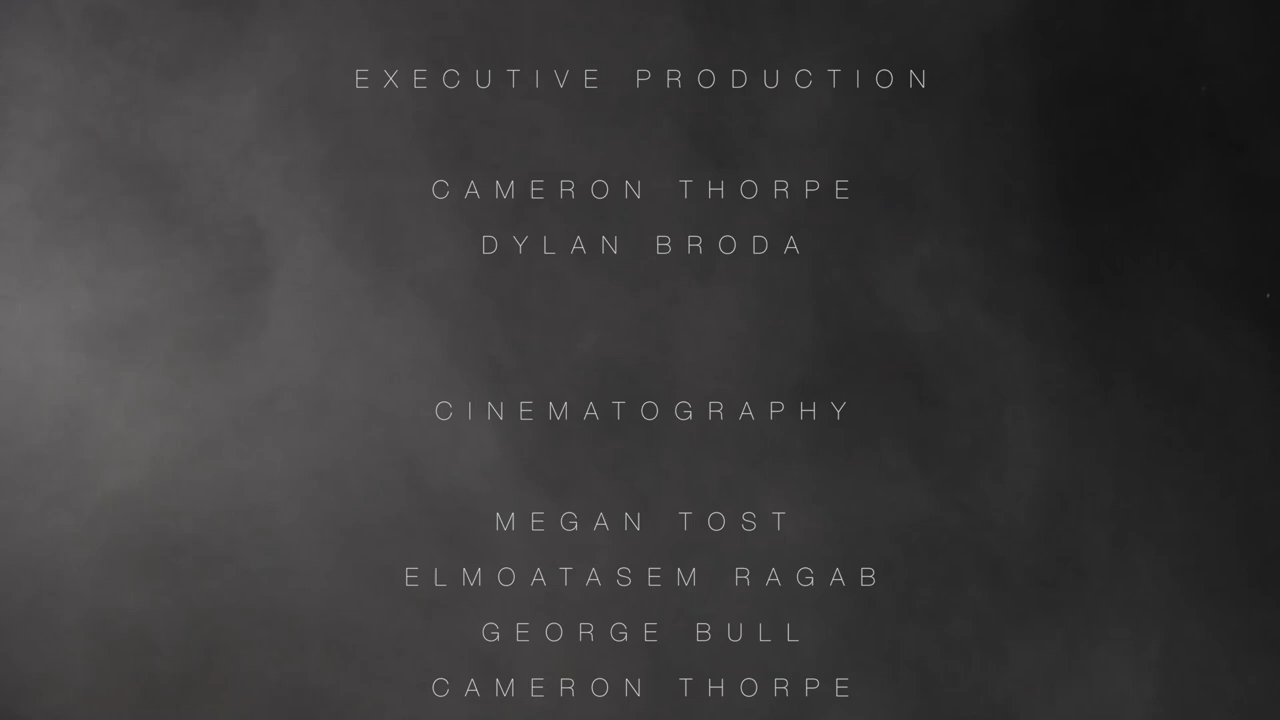 EXECUTIVE PRODUCTION
CAMERON THORPE
DYLAN BRODA
CINEMATOGRAPHY
MEGAN TOST
ELMOATASEM RAGAB
GEORGE BULL
CAMERON THORPE